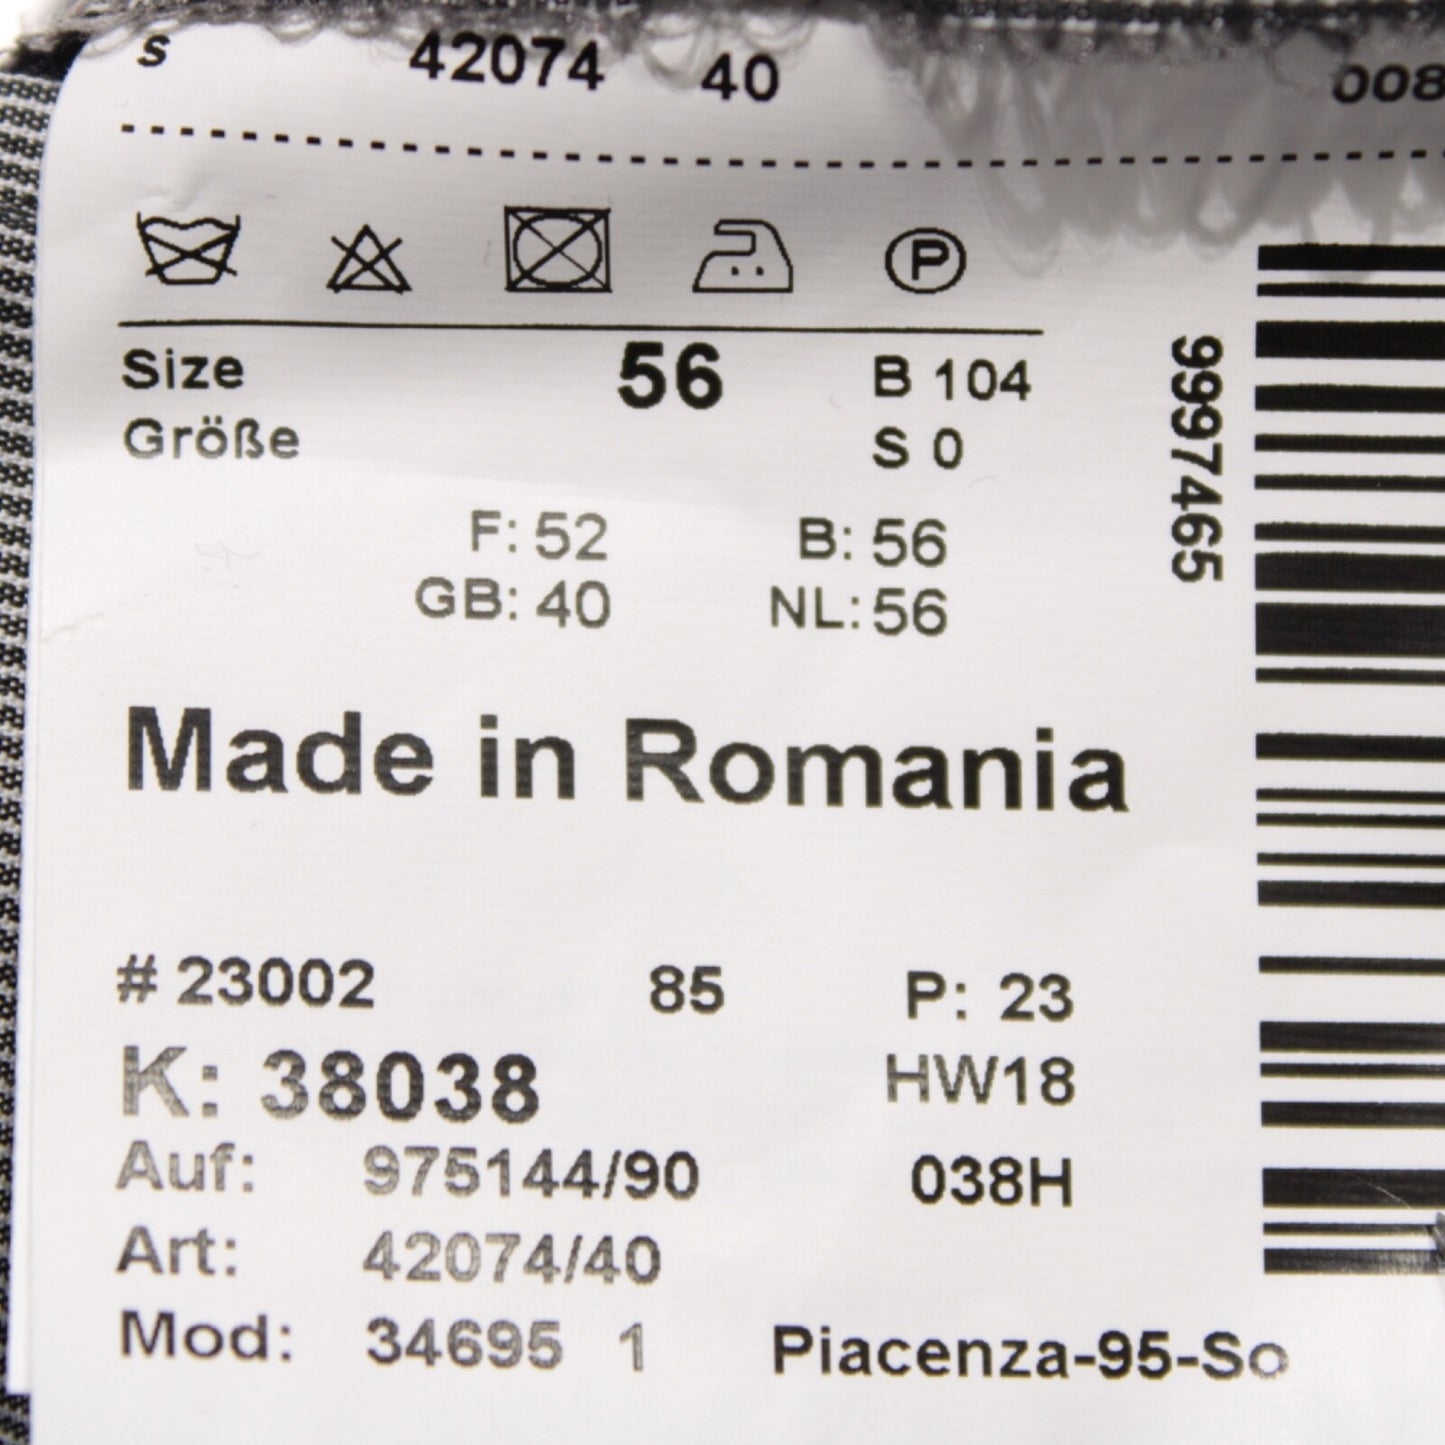 S 42074 40 008
P
Size 56 B 104
Größe S 0
F: 52 B: 56
GB: 40 NL: 56
Made in Romania
# 23002 85 P: 23
K: 38038 HW18
Auf: 975144/90 038H
Art: 42074/40
Mod: 34695 1 Piacenza-95-So
9997465